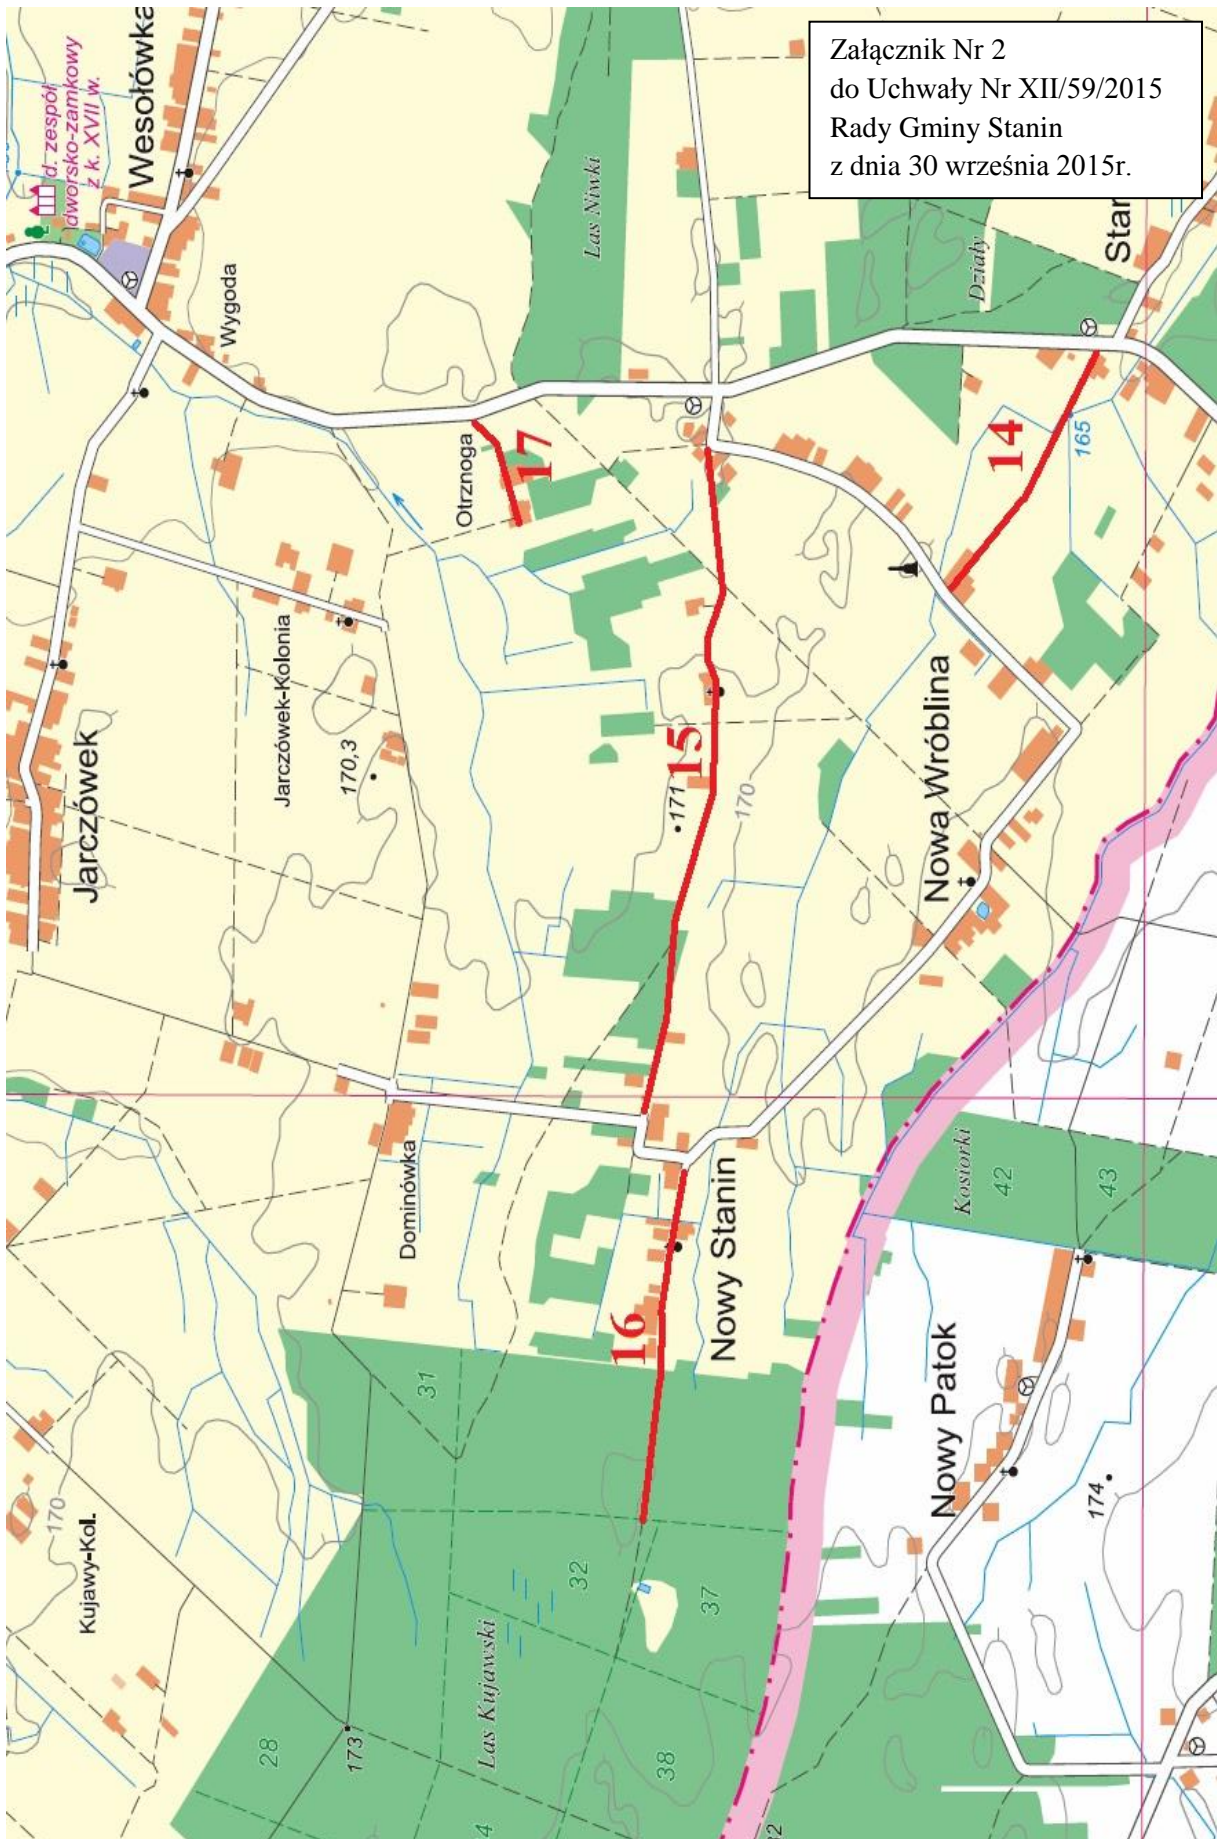 Załącznik Nr 2
do Uchwały Nr XII/59/2015
Rady Gminy Stanin
z dnia 30 września 2015r.
d. zespół
dworsko-zamkowy
z k. XVII w.
Wesołówka
Wygoda
Las Niwki
Działy
Star
Otrznoga
17
14
165
Jarczówek
Jarczówek-Kolonia
170,3
15
171
170
Nowa Wróblina
Dominówka
Nowy Stanin
16
Kosiorki
42
43
31
Nowy Patok
174
Kujawy-Kol.
170
32
37
Las Kujawski
28
173
38
4